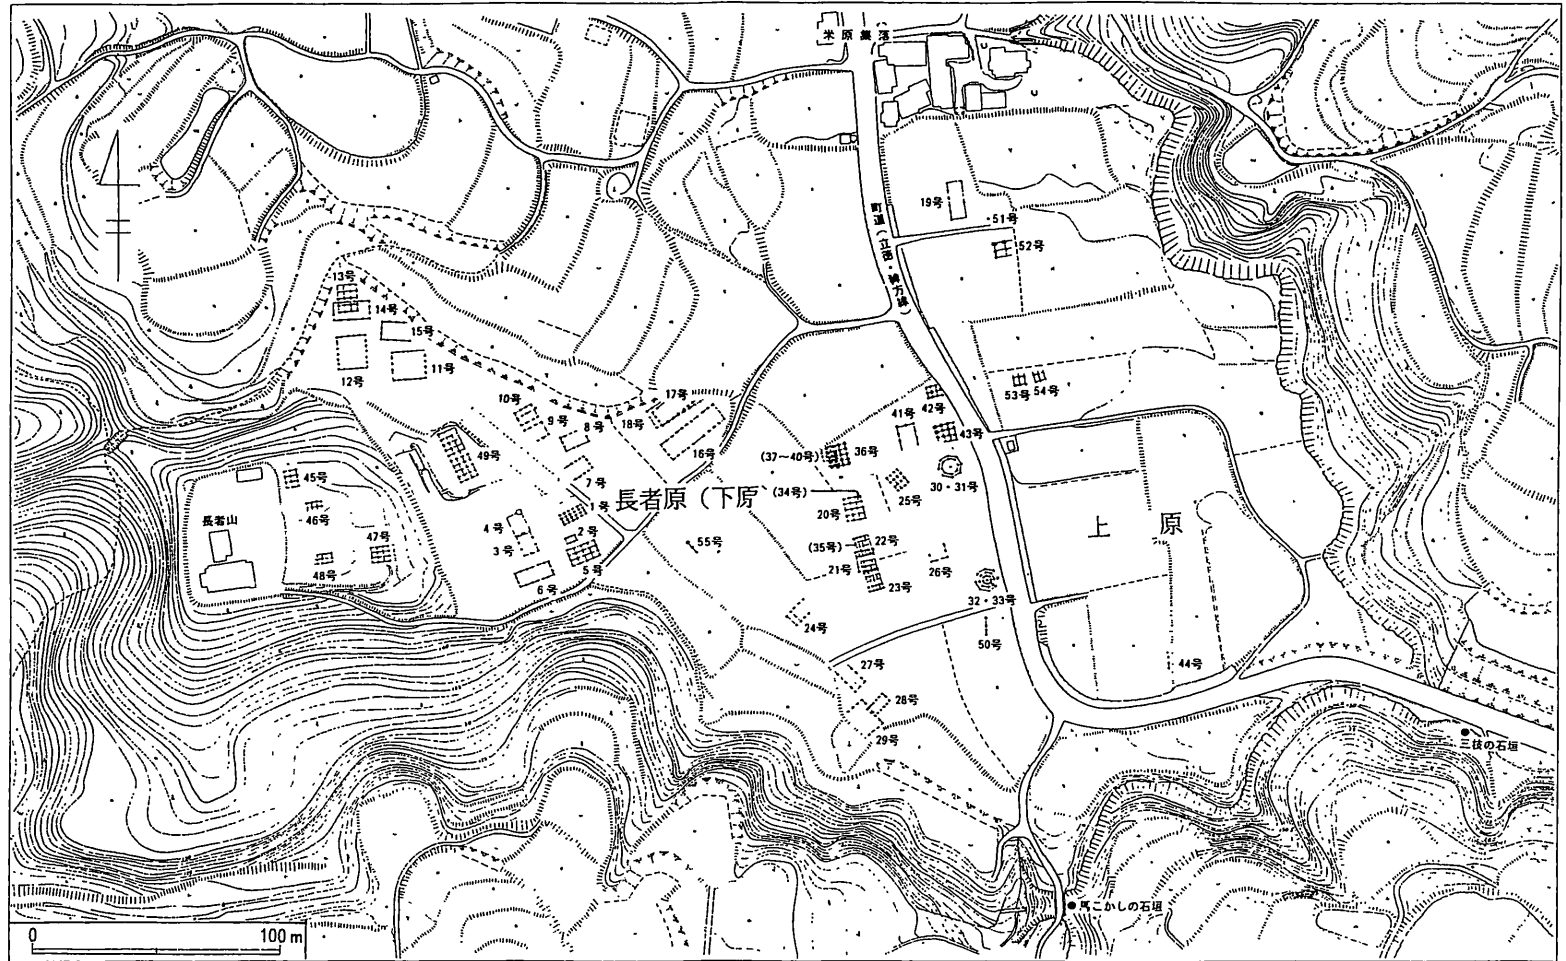 米原集落
町道（立徳・稗方線）
19号
・51号
52号
13号
14号
15号
12号
11号
53号
54号
10号
9号
8号
18号
17号
16号
41号
42号
43号
(37～40号)
36号
30・31号
25号
49号
7号
1号
2号
4号
3号
5号
6号
長者原（下原）
(34号)
20号
(35号)
22号
21号
23号
26号
24号
55号
上原
32・33号
50号
44号
45号
46号
長者山
47号
48号
27号
28号
29号
三枝の石垣
馬こかしの石垣
0 100m